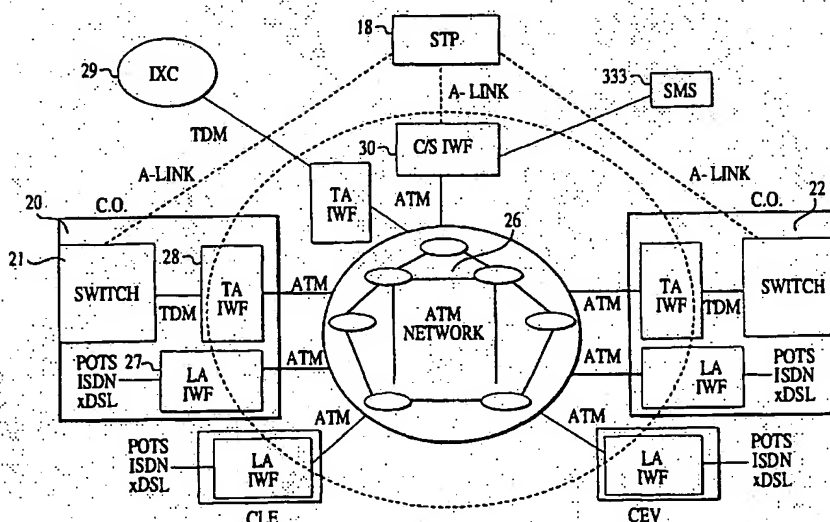 18
STP
29
IXC
333
SMS
A-LINK
TDM
30
C/S IWF
A-LINK
A-LINK
20
C.O.
TA
IWF
ATM
26
22
C.O.
21
28
SWITCH
TA
IWF
TDM
ATM
ATM
NETWORK
ATM
TA
IWF
TDM
SWITCH
27
POTS
ISDN
xDSL
LA
IWF
ATM
ATM
LA
IWF
POTS
ISDN
xDSL
ATM
ATM
POTS
ISDN
xDSL
LA
IWF
LA
IWF
POTS
ISDN
xDSL
CLE
CEV